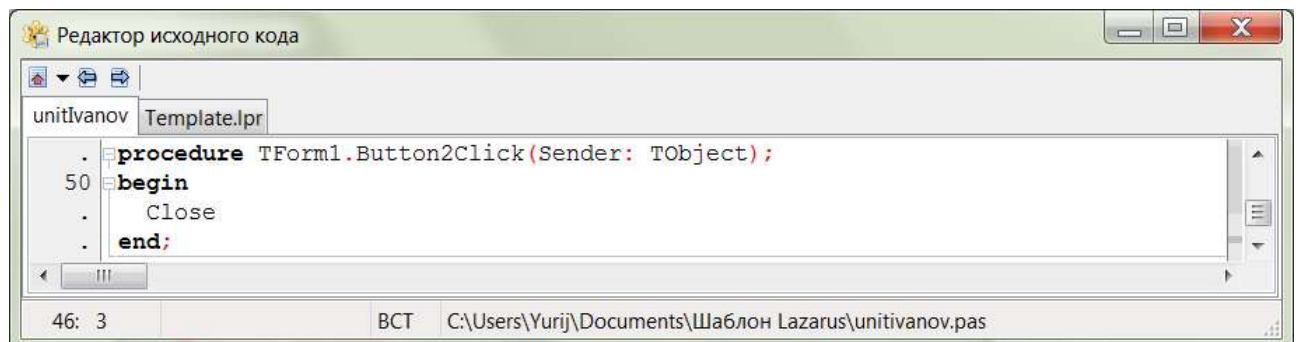 Редактор исходного кода
unitIvanov Template.lpr
. procedure TForm1.Button2Click(Sender: TObject);
50 begin
. Close
. end;
46: 3 ВСТ C:\Users\Yurij\Documents\Шаблон Lazarus\unitivanov.pas